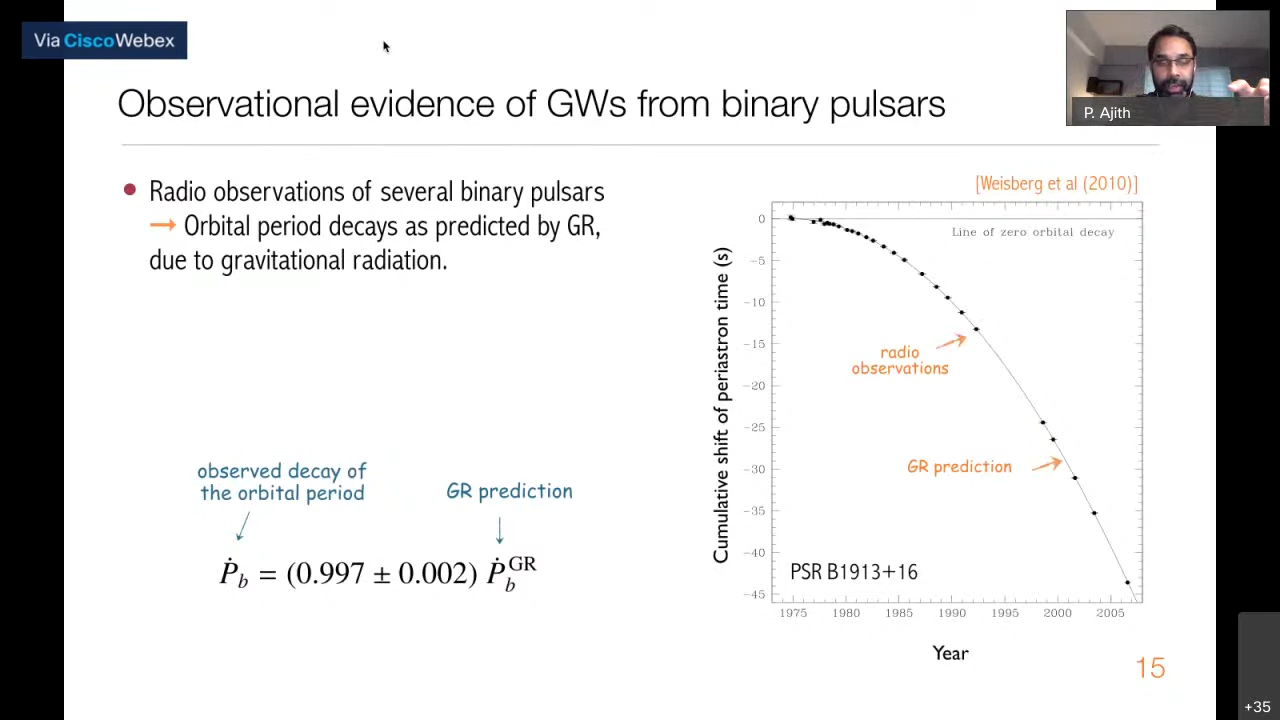 Via Cisco Webex
P. Ajith
Observational evidence of GWs from binary pulsars
• Radio observations of several binary pulsars
→ Orbital period decays as predicted by GR,
due to gravitational radiation.
observed decay of
the orbital period
GR prediction
Ṗb = (0.997 ± 0.002) Ṗb^GR
[Weisberg et al (2010)]
Line of zero orbital decay
Cumulative shift of periastron time (s)
0
-5
-10
-15
-20
-25
-30
-35
-40
-45
radio
observations
GR prediction
PSR B1913+16
1975 1980 1985 1990 1995 2000 2005
Year
15
+35